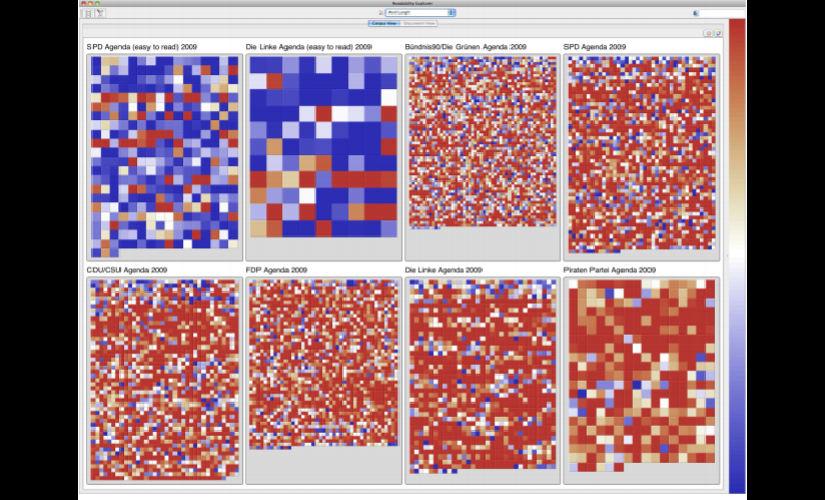 Readability Explorer
Corpus View Document View
SPD Agenda (easy to read) 2009
Die Linke Agenda (easy to read) 2009
Bündnis90/Die Grünen Agenda 2009
SPD Agenda 2009
CDU/CSU Agenda 2009
FDP Agenda 2009
Die Linke Agenda 2009
Piraten Partei Agenda 2009